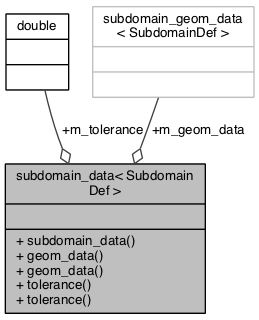 double
subdomain_geom_data
< SubdomainDef >
+m_tolerance
+m_geom_data
subdomain_data< Subdomain
Def >
+ subdomain_data()
+ geom_data()
+ geom_data()
+ tolerance()
+ tolerance()